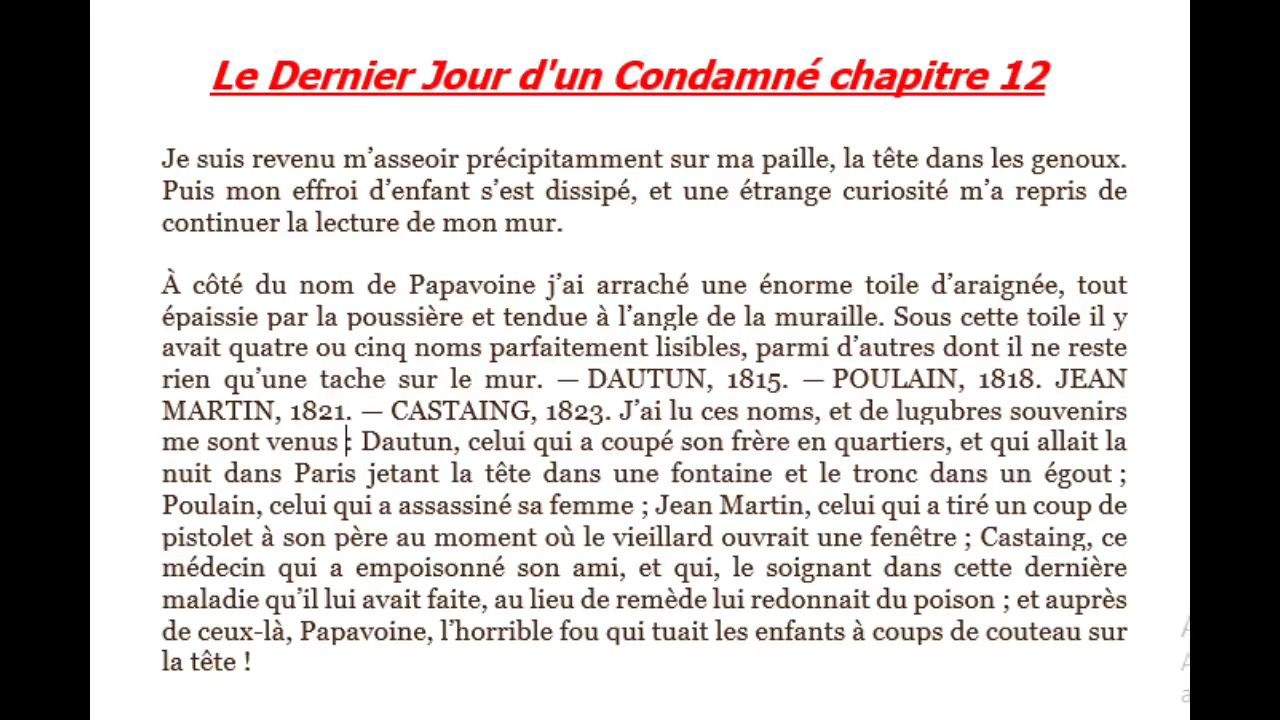 Le Dernier Jour d'un Condamné chapitre 12
Je suis revenu m’asseoir précipitamment sur ma paille, la tête dans les genoux.
Puis mon effroi d’enfant s’est dissipé, et une étrange curiosité m’a repris de
continuer la lecture de mon mur.
À côté du nom de Papavoine j’ai arraché une énorme toile d’araignée, tout
épaissie par la poussière et tendue à l’angle de la muraille. Sous cette toile il y
avait quatre ou cinq noms parfaitement lisibles, parmi d’autres dont il ne reste
rien qu’une tache sur le mur. — DAUTUN, 1815. — POULAIN, 1818. JEAN
MARTIN, 1821. — CASTAING, 1823. J’ai lu ces noms, et de lugubres souvenirs
me sont venus : Dautun, celui qui a coupé son frère en quartiers, et qui allait la
nuit dans Paris jetant la tête dans une fontaine et le tronc dans un égout ;
Poulain, celui qui a assassiné sa femme ; Jean Martin, celui qui a tiré un coup de
pistolet à son père au moment où le vieillard ouvrait une fenêtre ; Castaing, ce
médecin qui a empoisonné son ami, et qui, le soignant dans cette dernière
maladie qu’il lui avait faite, au lieu de remède lui redonnait du poison ; et auprès
de ceux-là, Papavoine, l’horrible fou qui tuait les enfants à coups de couteau sur
la tête !